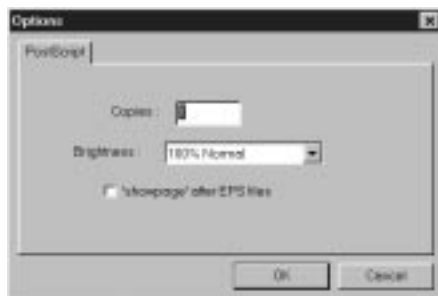 Options
PostScript
Copies :
Brightness : 100% Normal
'showpage' after EPS files
OK Cancel